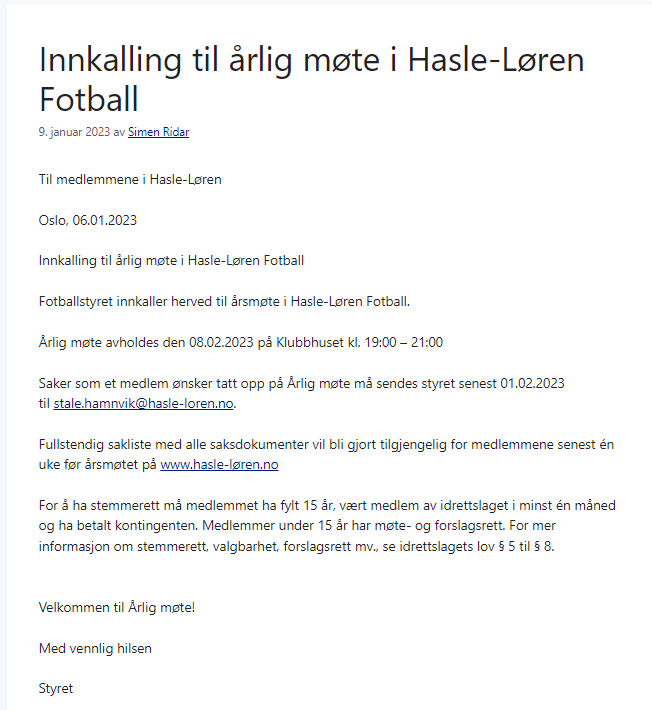 Innkalling til årlig møte i Hasle-Løren
Fotball
9. januar 2023 av Simen Ridar
Til medlemmene i Hasle-Løren
Oslo, 06.01.2023
Innkalling til årlig møte i Hasle-Løren Fotball
Fotballstyret innkaller herved til årsmøte i Hasle-Løren Fotball.
Årlig møte avholdes den 08.02.2023 på Klubbhuset kl. 19:00 – 21:00
Saker som et medlem ønsker tatt opp på Årlig møte må sendes styret senest 01.02.2023
til stale.hamnvik@hasle-loren.no.
Fullstendig sakliste med alle saksdokumenter vil bli gjort tilgjengelig for medlemmene senest én
uke før årsmøtet på www.hasle-løren.no
For å ha stemmerett må medlemmet ha fylt 15 år, vært medlem av idrettslaget i minst én måned
og ha betalt kontingenten. Medlemmer under 15 år har møte- og forslagsrett. For mer
informasjon om stemmerett, valgbarhet, forslagsrett mv., se idrettslagets lov § 5 til § 8.
Velkommen til Årlig møte!
Med vennlig hilsen
Styret